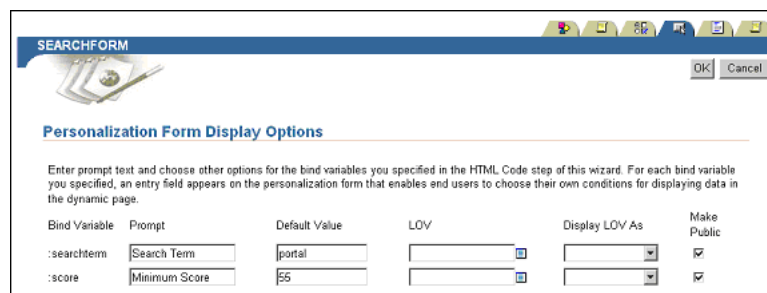 SEARCHFORM
OK Cancel
Personalization Form Display Options
Enter prompt text and choose other options for the bind variables you specified in the HTML Code step of this wizard. For each bind variable
you specified, an entry field appears on the personalization form that enables end users to choose their own conditions for displaying data in
the dynamic page.
Bind Variable Prompt Default Value LOV Display LOV As Make Public
:searchterm Search Term portal
:score Minimum Score 55